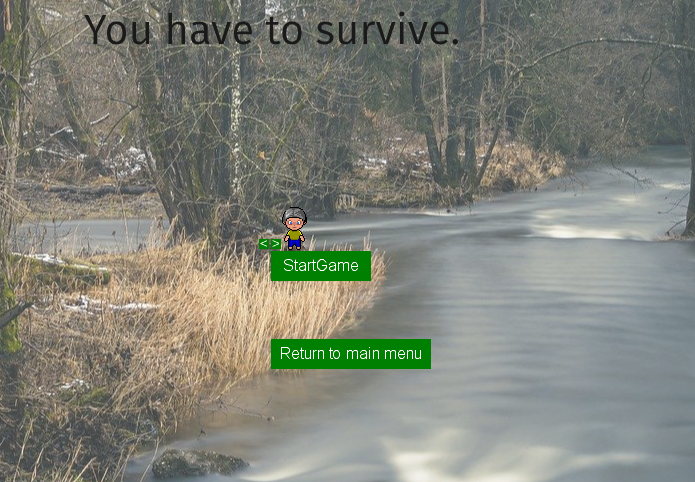 You have to survive.
< >
StartGame
Return to main menu